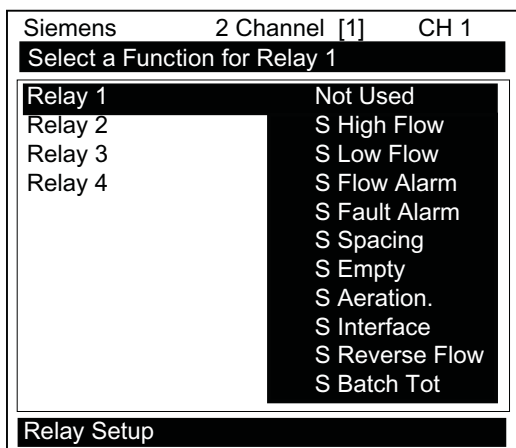 Siemens 2 Channel [1] CH 1
Select a Function for Relay 1
Relay 1 Not Used
Relay 2 S High Flow
Relay 3 S Low Flow
Relay 4 S Flow Alarm
S Fault Alarm
S Spacing
S Empty
S Aeration.
S Interface
S Reverse Flow
S Batch Tot
Relay Setup